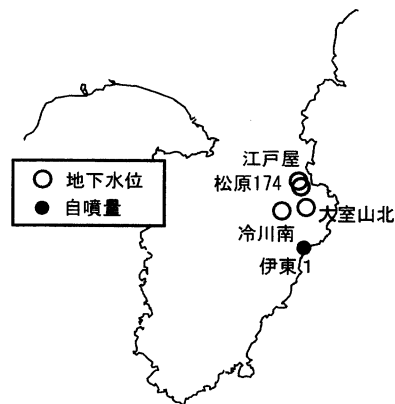 江戸屋
松原174
地下水位
自噴量
大室山北
冷川南
伊東1